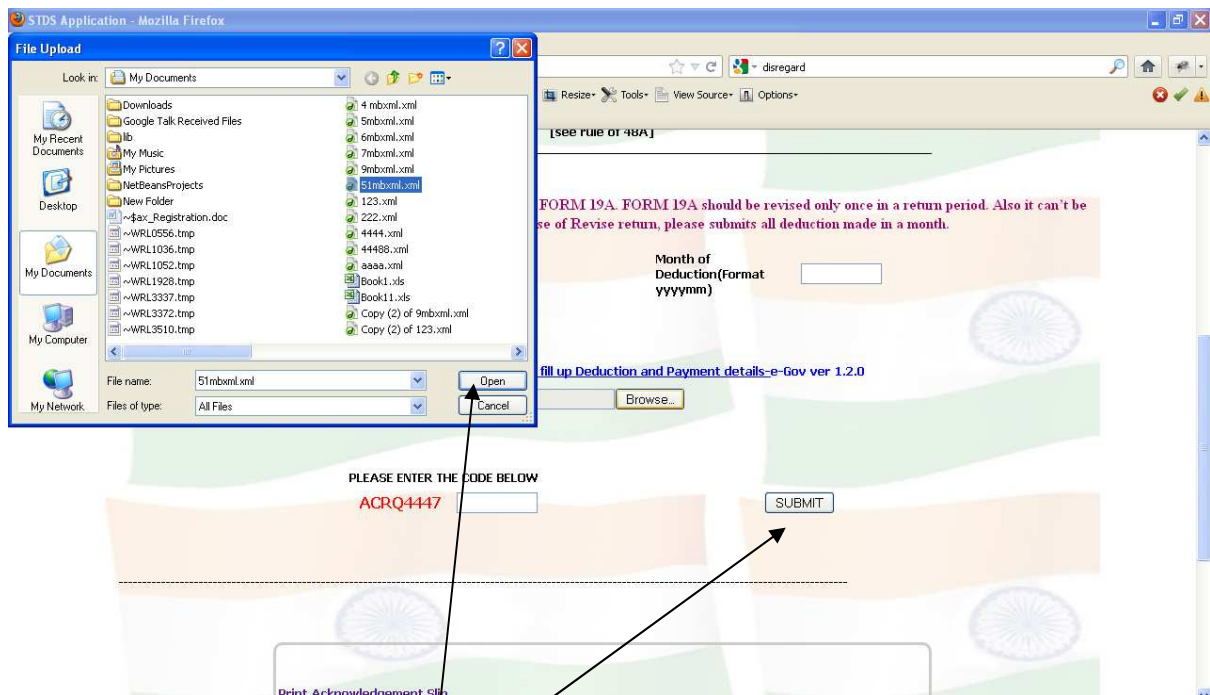 STDS Application - Mozilla Firefox
File Upload
Look in: My Documents
My Recent Documents
Desktop
My Documents
My Computer
My Network
Downloads
Google Talk Received Files
lib
My Music
My Pictures
NetBeansProjects
New Folder
~$ax_Registration.doc
~WRL0556.tmp
~WRL1036.tmp
~WRL1052.tmp
~WRL1928.tmp
~WRL3337.tmp
~WRL3372.tmp
~WRL3510.tmp
4 mbxml.xml
5mbxml.xml
6mbxml.xml
7mbxml.xml
9mbxml.xml
51mbxml.xml
123.xml
222.xml
4444.xml
44488.xml
aaaa.xml
Book1.xls
Book11.xls
Copy (2) of 9mbxml.xml
Copy (2) of 123.xml
File name: 51mbxml.xml Open
Files of type: All Files Cancel
disregard
Resize Tools View Source Options
[see rule of 48A]
FORM 19A. FORM 19A should be revised only once in a return period. Also it can't be
se of Revise return, please submits all deduction made in a month.
Month of
Deduction(Format
yyyymm)
fill up Deduction and Payment details-e-Gov ver 1.2.0
Browse...
PLEASE ENTER THE CODE BELOW
ACRQ4447 SUBMIT
Print Acknowledgement Slip